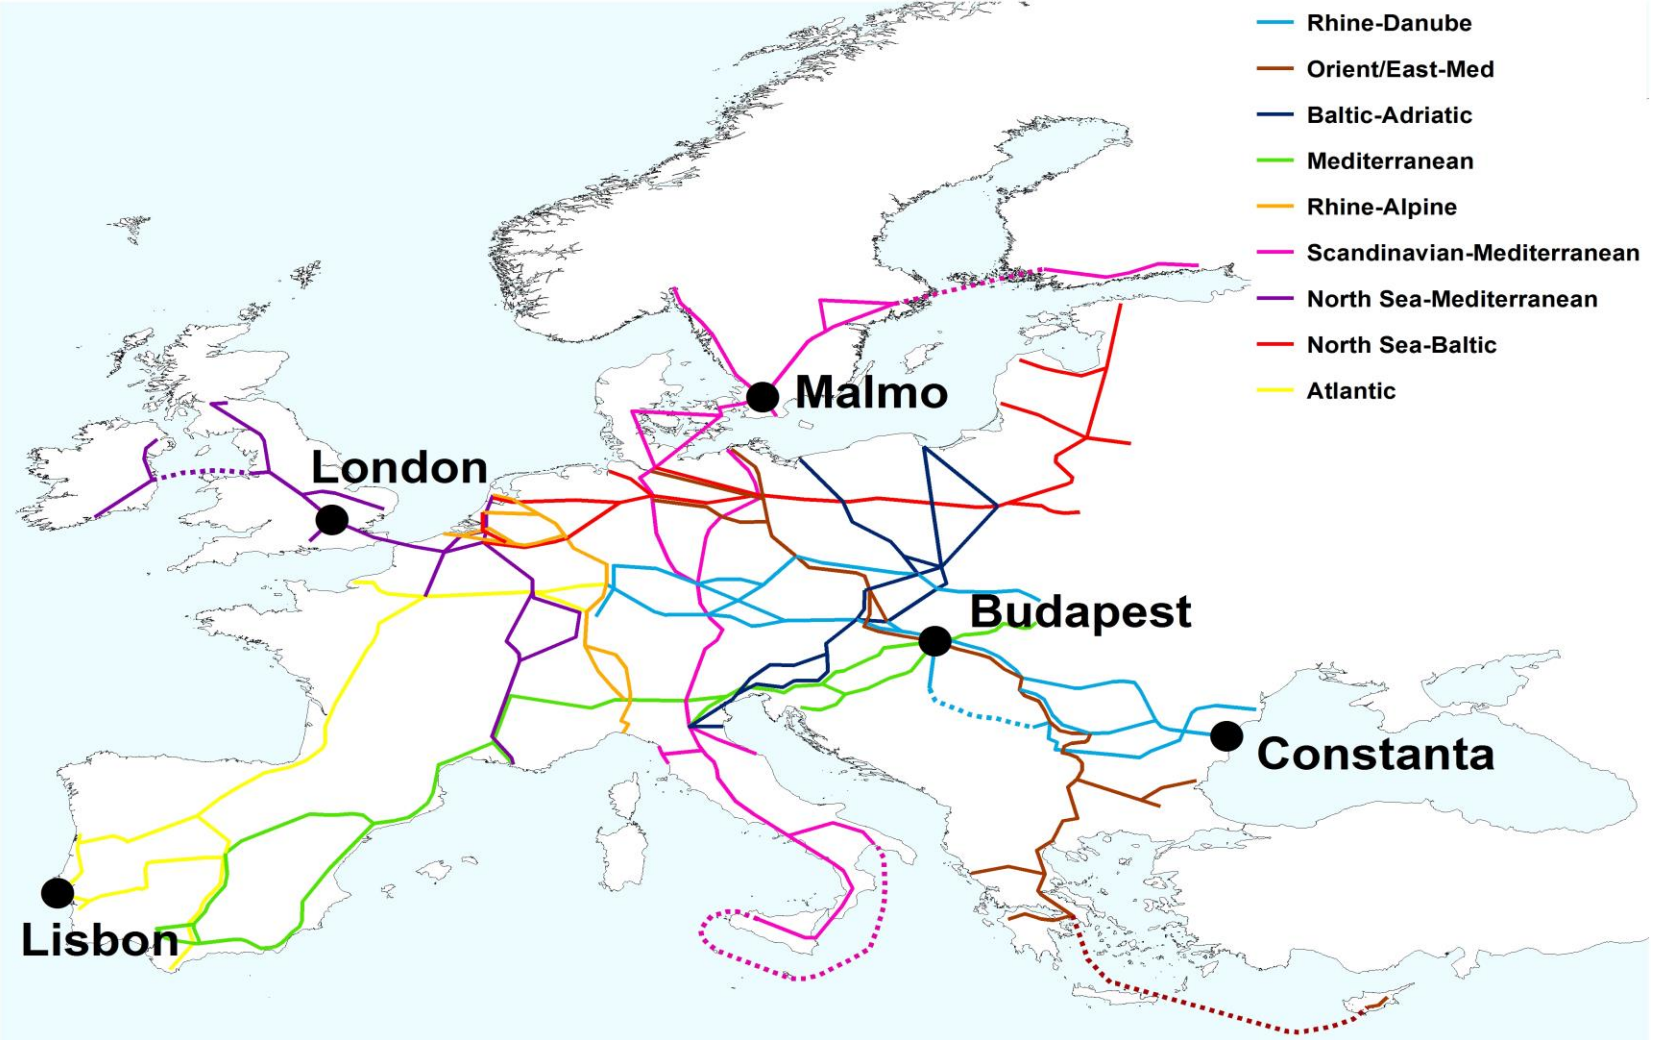 Rhine-Danube
Orient/East-Med
Baltic-Adriatic
Mediterranean
Rhine-Alpine
Scandinavian-Mediterranean
North Sea-Mediterranean
North Sea-Baltic
Atlantic
Malmo
London
Budapest
Constanta
Lisbon